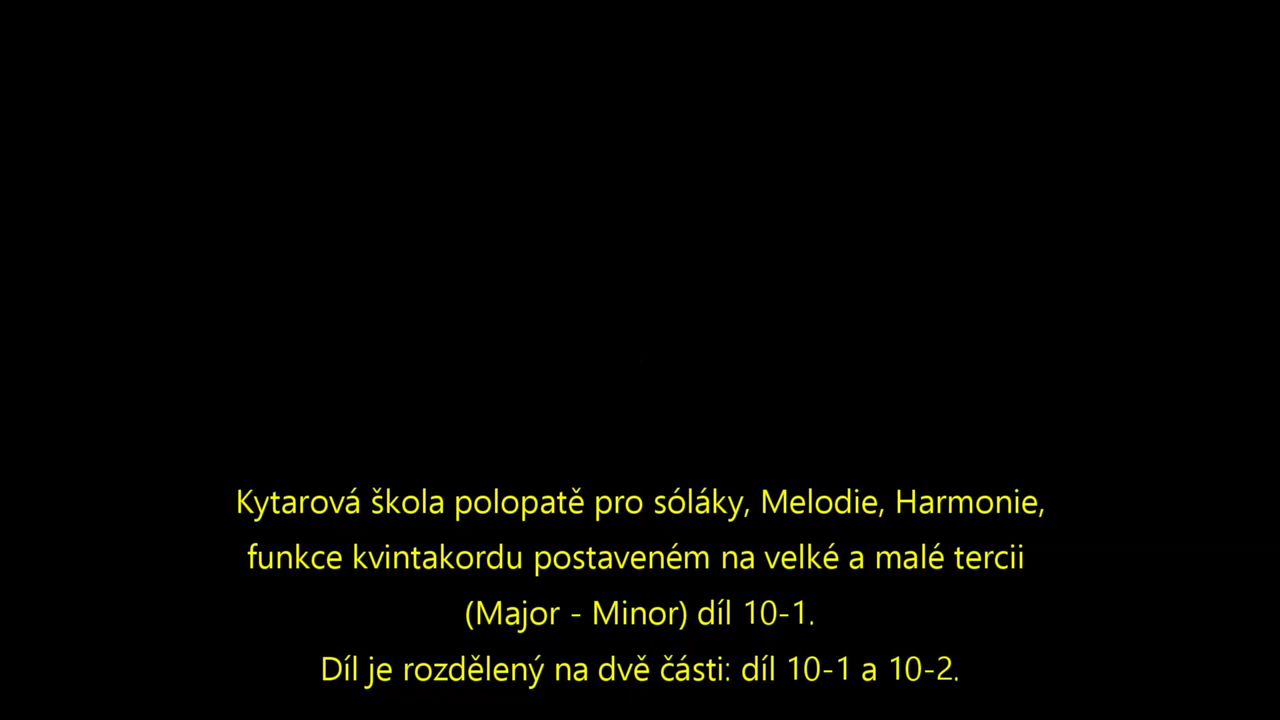 Kytarová škola polopatě pro sóláky, Melodie, Harmonie,
funkce kvintakordu postaveném na velké a malé tercii
(Major - Minor) díl 10-1.
Díl je rozdělený na dvě části: díl 10-1 a 10-2.